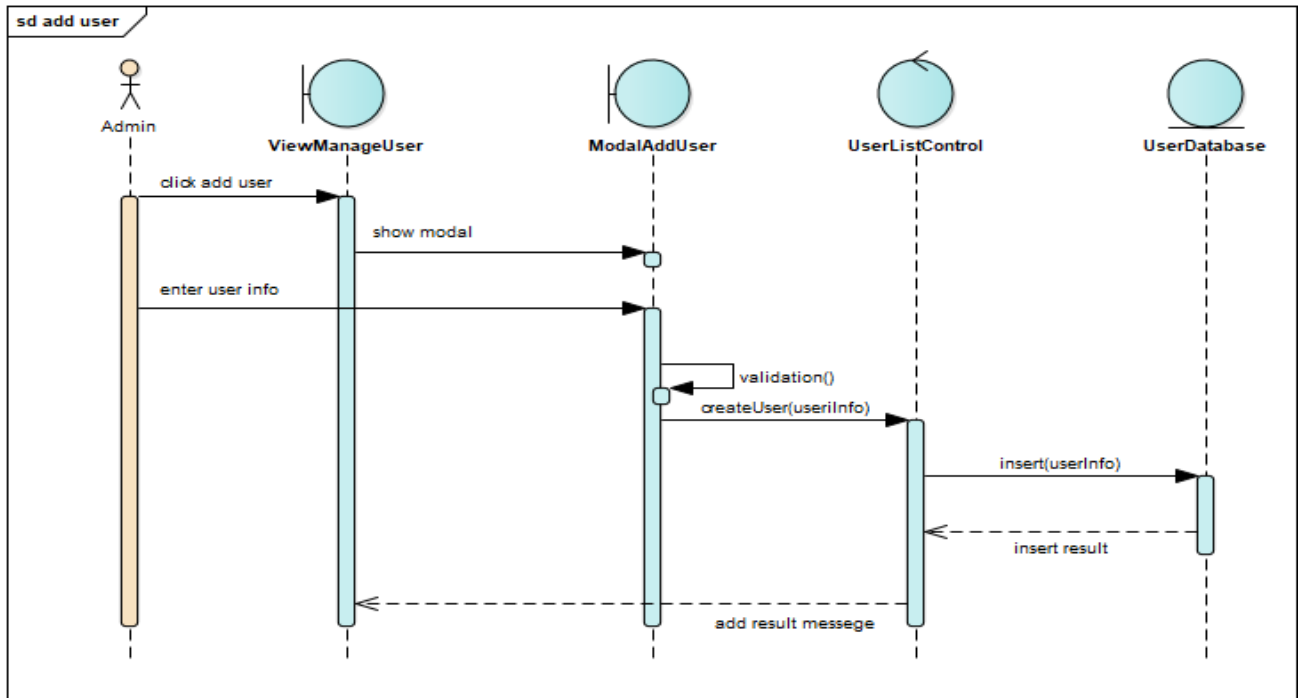 sd add user
Admin
ViewManageUser
ModalAddUser
UserListControl
UserDatabase
click add user
show modal
enter user info
validation()
createUser(useriInfo)
insert(userInfo)
insert result
add result messege